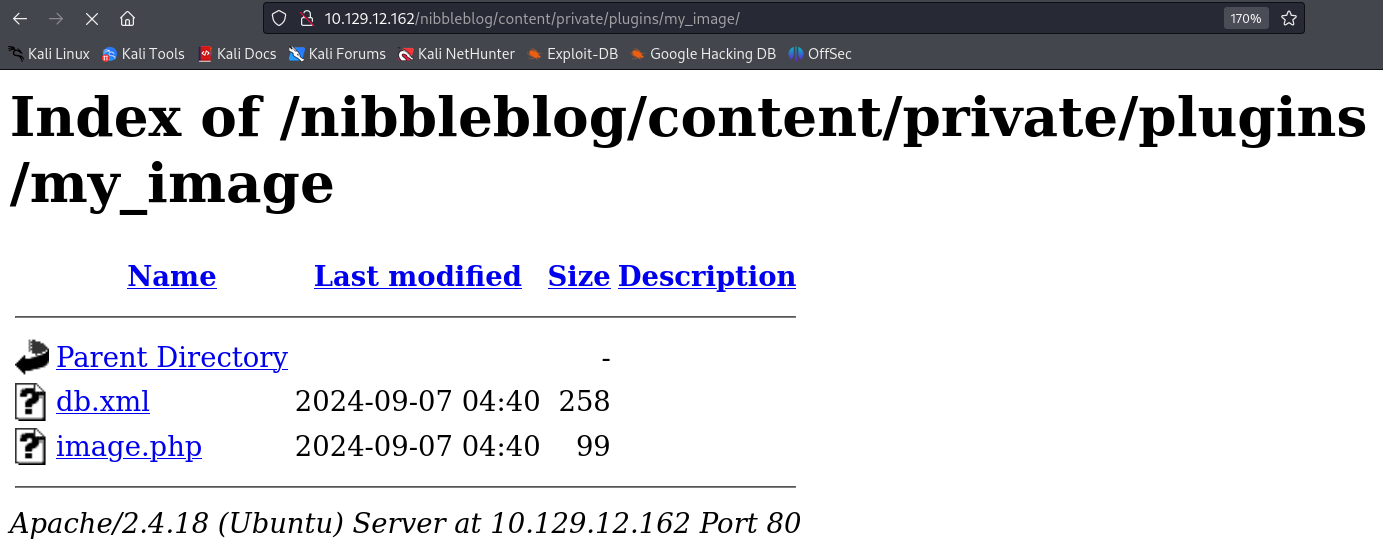 10.129.12.162/nibbleblog/content/private/plugins/my_image/ 170%
Kali Linux Kali Tools Kali Docs Kali Forums Kali NetHunter Exploit-DB Google Hacking DB OffSec
Index of /nibbleblog/content/private/plugins
/my_image
Name Last modified Size Description
Parent Directory -
db.xml 2024-09-07 04:40 258
image.php 2024-09-07 04:40 99
Apache/2.4.18 (Ubuntu) Server at 10.129.12.162 Port 80